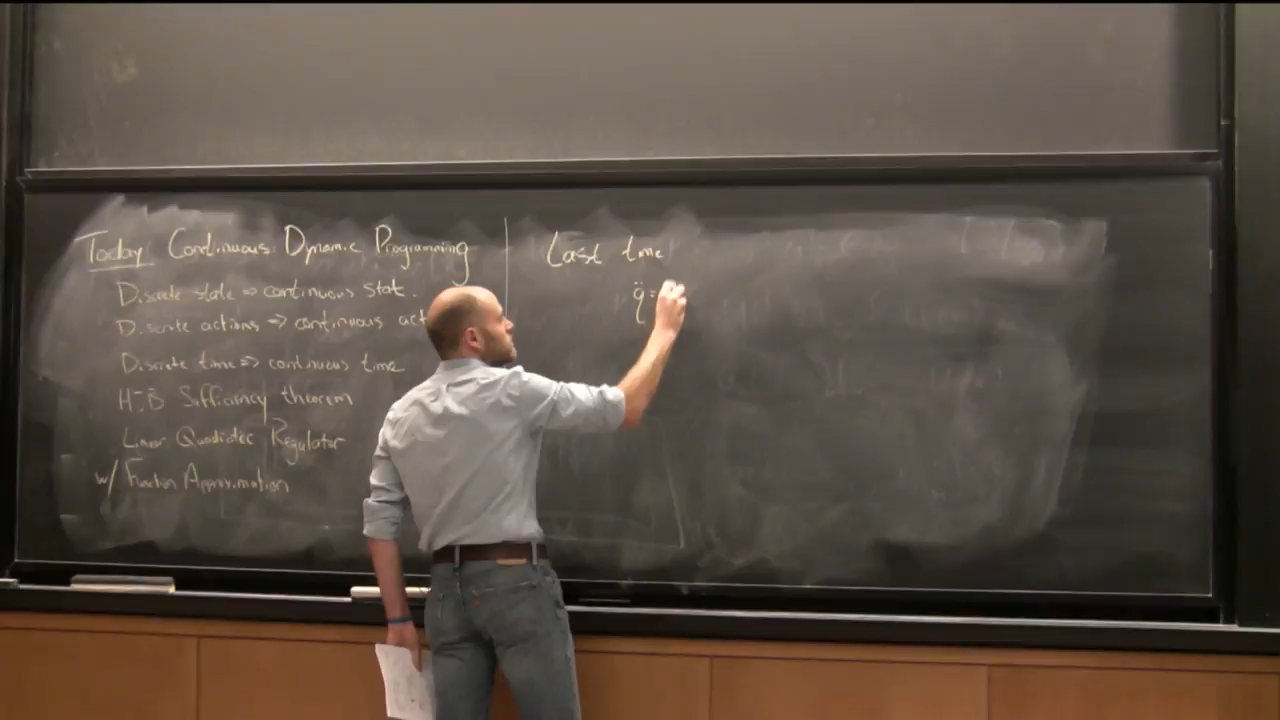 Today: Continuous Dynamic Programming
Discrete state => continuous state.
Discrete actions => continuous act
Discrete time => continuous time
HJB Sufficiency theorem
Linear Quadratic Regulator
w/ Function Approximation
Last time
q̈ =